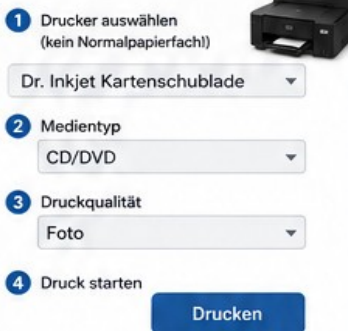 1 Drucker auswählen
(kein Normalpapierfach!)
Dr. Inkjet Kartenschublade
2 Medientyp
CD/DVD
3 Druckqualität
Foto
4 Druck starten
Drucken